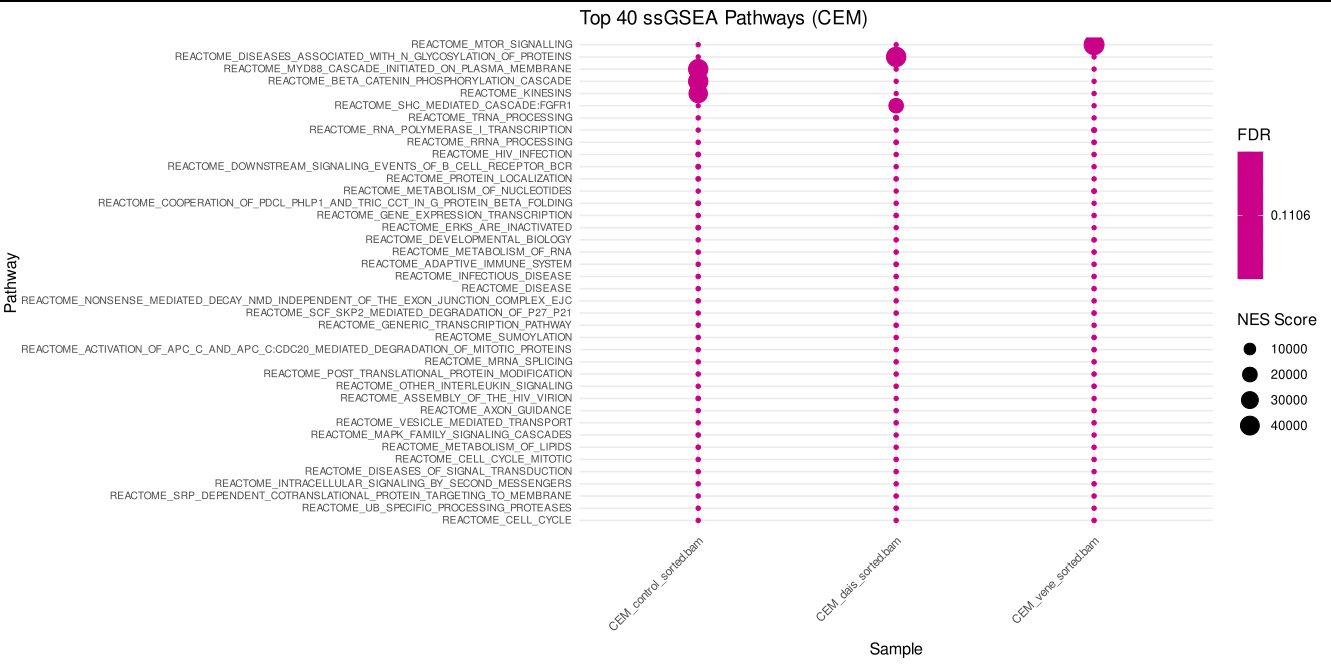 Top 40 ssGSEA Pathways (CEM)
Pathway
REACTOME_MTOR_SIGNALLING
REACTOME_DISEASES_ASSOCIATED_WITH_N_GLYCOSYLATION_OF_PROTEINS
REACTOME_MYD88_CASCADE_INITIATED_ON_PLASMA_MEMBRANE
REACTOME_BETA_CATENIN_PHOSPHORYLATION_CASCADE
REACTOME_KINESINS
REACTOME_SHC_MEDIATED_CASCADE:FGFR1
REACTOME_TRNA_PROCESSING
REACTOME_RNA_POLYMERASE_I_TRANSCRIPTION
REACTOME_RRNA_PROCESSING
REACTOME_HIV_INFECTION
REACTOME_DOWNSTREAM_SIGNALING_EVENTS_OF_B_CELL_RECEPTOR_BCR
REACTOME_PROTEIN_LOCALIZATION
REACTOME_METABOLISM_OF_NUCLEOTIDES
REACTOME_COOPERATION_OF_PDCL_PHLP1_AND_TRIC_CCT_IN_G_PROTEIN_BETA_FOLDING
REACTOME_GENE_EXPRESSION_TRANSCRIPTION
REACTOME_ERKS_ARE_INACTIVATED
REACTOME_DEVELOPMENTAL_BIOLOGY
REACTOME_METABOLISM_OF_RNA
REACTOME_ADAPTIVE_IMMUNE_SYSTEM
REACTOME_INFECTIOUS_DISEASE
REACTOME_DISEASE
REACTOME_NONSENSE_MEDIATED_DECAY_NMD_INDEPENDENT_OF_THE_EXON_JUNCTION_COMPLEX_EJC
REACTOME_SCF_SKP2_MEDIATED_DEGRADATION_OF_P27_P21
REACTOME_GENERIC_TRANSCRIPTION_PATHWAY
REACTOME_SUMOYLATION
REACTOME_ACTIVATION_OF_APC_C_AND_APC_C:CDC20_MEDIATED_DEGRADATION_OF_MITOTIC_PROTEINS
REACTOME_MRNA_SPLICING
REACTOME_POST_TRANSLATIONAL_PROTEIN_MODIFICATION
REACTOME_OTHER_INTERLEUKIN_SIGNALING
REACTOME_ASSEMBLY_OF_THE_HIV_VIRION
REACTOME_AXON_GUIDANCE
REACTOME_VESICLE_MEDIATED_TRANSPORT
REACTOME_MAPK_FAMILY_SIGNALING_CASCADES
REACTOME_METABOLISM_OF_LIPIDS
REACTOME_CELL_CYCLE_MITOTIC
REACTOME_DISEASES_OF_SIGNAL_TRANSDUCTION
REACTOME_INTRACELLULAR_SIGNALING_BY_SECOND_MESSENGERS
REACTOME_SRP_DEPENDENT_COTRANSLATIONAL_PROTEIN_TARGETING_TO_MEMBRANE
REACTOME_UB_SPECIFIC_PROCESSING_PROTEASES
REACTOME_CELL_CYCLE
CEM_control_sorted.bam
CEM_dais_sorted.bam
CEM_vene_sorted.bam
Sample
FDR
0.1106
NES Score
10000
20000
30000
40000